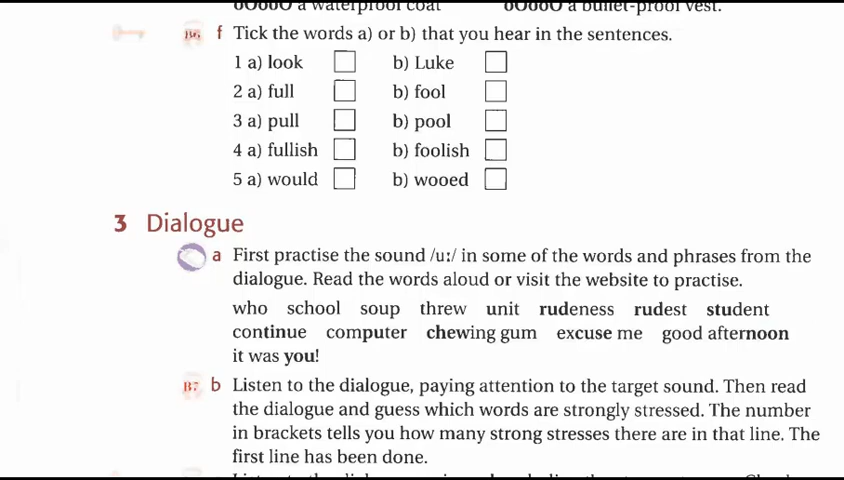 oOooO a waterproof coat oOooO a bullet-proof vest.
B6 f Tick the words a) or b) that you hear in the sentences.
1 a) look b) Luke
2 a) full b) fool
3 a) pull b) pool
4 a) fullish b) foolish
5 a) would b) wooed
3 Dialogue
a First practise the sound /uː/ in some of the words and phrases from the
dialogue. Read the words aloud or visit the website to practise.
who school soup threw unit rudeness rudest student
continue computer chewing gum excuse me good afternoon
it was you!
B7 b Listen to the dialogue, paying attention to the target sound. Then read
the dialogue and guess which words are strongly stressed. The number
in brackets tells you how many strong stresses there are in that line. The
first line has been done.